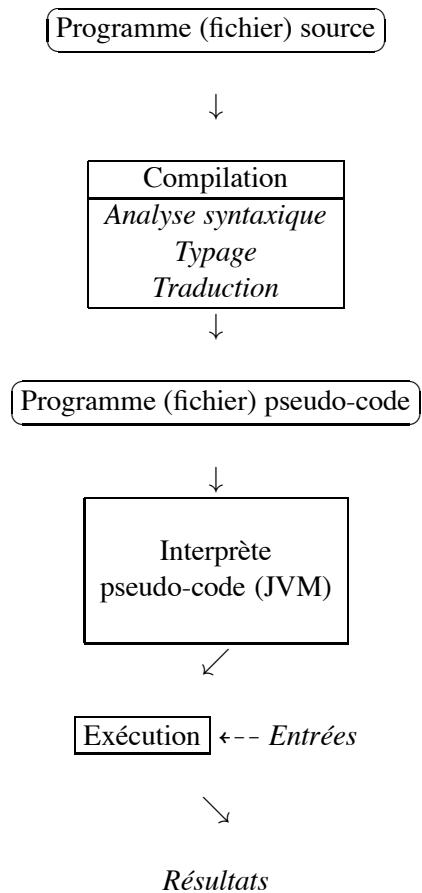 Programme (fichier) source
Compilation
Analyse syntaxique
Typage
Traduction
Programme (fichier) pseudo-code
Interprète
pseudo-code (JVM)
Exécution
Entrées
Résultats